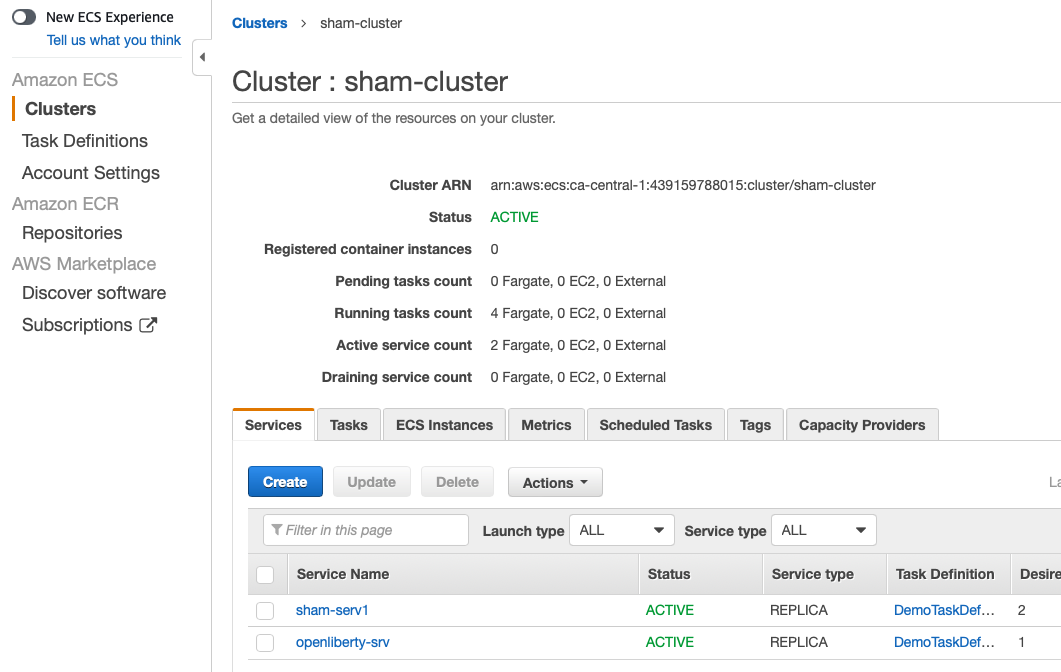 New ECS Experience
Tell us what you think
Amazon ECS
Clusters
Task Definitions
Account Settings
Amazon ECR
Repositories
AWS Marketplace
Discover software
Subscriptions
Clusters > sham-cluster
Cluster : sham-cluster
Get a detailed view of the resources on your cluster.
Cluster ARN arn:aws:ecs:ca-central-1:439159788015:cluster/sham-cluster
Status ACTIVE
Registered container instances 0
Pending tasks count 0 Fargate, 0 EC2, 0 External
Running tasks count 4 Fargate, 0 EC2, 0 External
Active service count 2 Fargate, 0 EC2, 0 External
Draining service count 0 Fargate, 0 EC2, 0 External
Services Tasks ECS Instances Metrics Scheduled Tasks Tags Capacity Providers
Create Update Delete Actions La
Filter in this page Launch type ALL Service type ALL
Service Name Status Service type Task Definition Desire
sham-serv1 ACTIVE REPLICA DemoTaskDef... 2
openliberty-srv ACTIVE REPLICA DemoTaskDef... 1